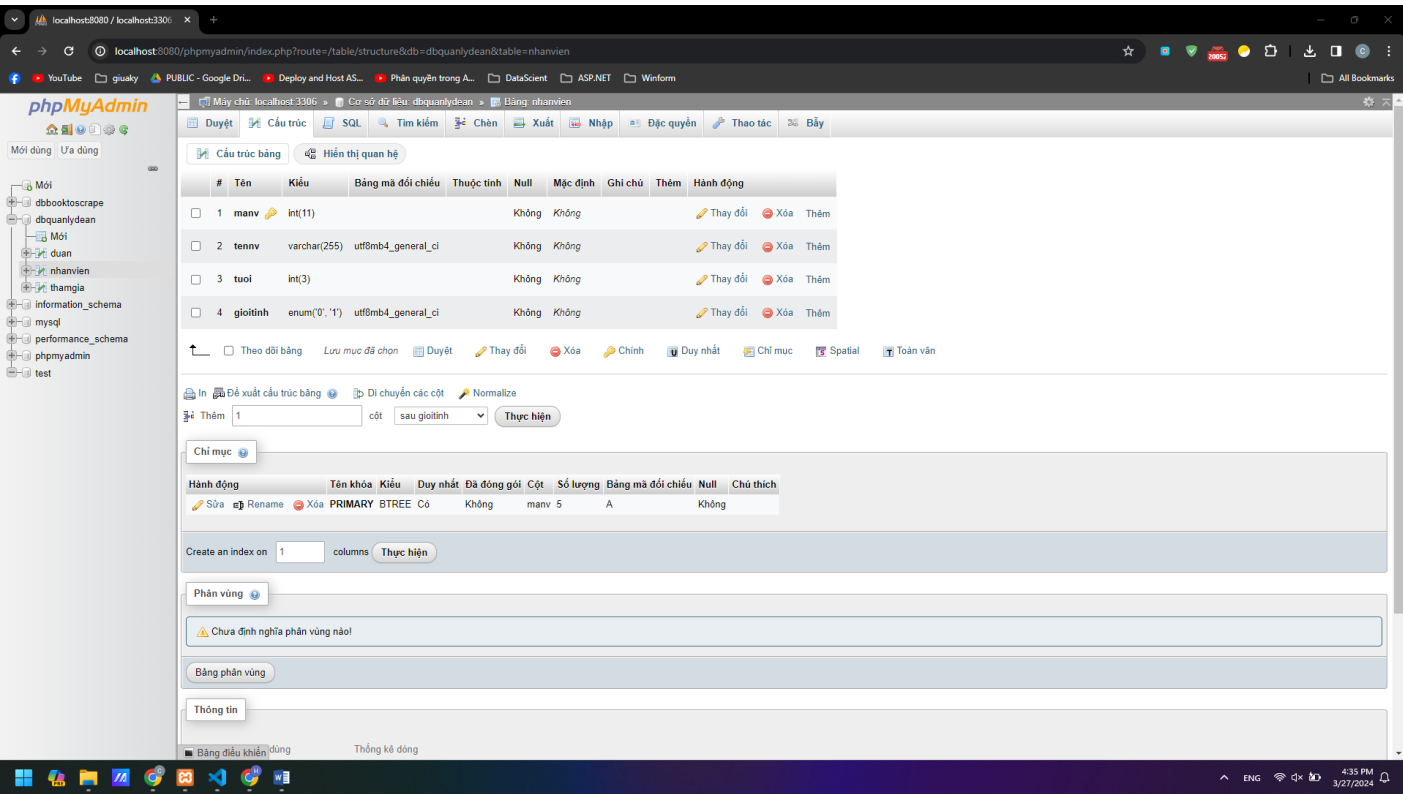 localhost:8080 / localhost:3306
localhost:8080/phpmyadmin/index.php?route=/table/structure&db=dbquanlydean&table=nhanvien
20052
C
YouTube giuaky PUBLIC - Google Dri... Deploy and Host AS... Phân quyền trong A... DataScient ASP.NET Winform All Bookmarks
phpMyAdmin
Mới dùng Ưa dùng
Mới
dbbooktoscrape
dbquanlydean
Mới
duan
nhanvien
thamgia
information_schema
mysql
performance_schema
phpmyadmin
test
Máy chủ: localhost:3306 » Cơ sở dữ liệu: dbquanlydean » Bảng: nhanvien
Duyệt Cấu trúc SQL Tìm kiếm Chèn Xuất Nhập Đặc quyền Thao tác Bẫy
Cấu trúc bảng Hiển thị quan hệ
# Tên Kiểu Bảng mã đối chiếu Thuộc tính Null Mặc định Ghi chú Thêm Hành động
1 manv int(11) Không Không Thay đổi Xóa Thêm
2 tennv varchar(255) utf8mb4_general_ci Không Không Thay đổi Xóa Thêm
3 tuoi int(3) Không Không Thay đổi Xóa Thêm
4 gioitinh enum('0', '1') utf8mb4_general_ci Không Không Thay đổi Xóa Thêm
Theo dõi bảng Lưu mục đã chọn Duyệt Thay đổi Xóa Chính Duy nhất Chỉ mục Spatial Toàn văn
In Đề xuất cấu trúc bảng Di chuyển các cột Normalize
Thêm 1 cột sau gioitinh Thực hiện
Chỉ mục
Hành động Tên khóa Kiểu Duy nhất Đã đóng gói Cột Số lượng Bảng mã đối chiếu Null Chú thích
Sửa Rename Xóa PRIMARY BTREE Có Không manv 5 A Không
Create an index on 1 columns Thực hiện
Phân vùng
Chưa định nghĩa phân vùng nào!
Bảng phân vùng
Thông tin
Bảng điều khiển dùng Thống kê dòng
ENG 4:35 PM
3/27/2024